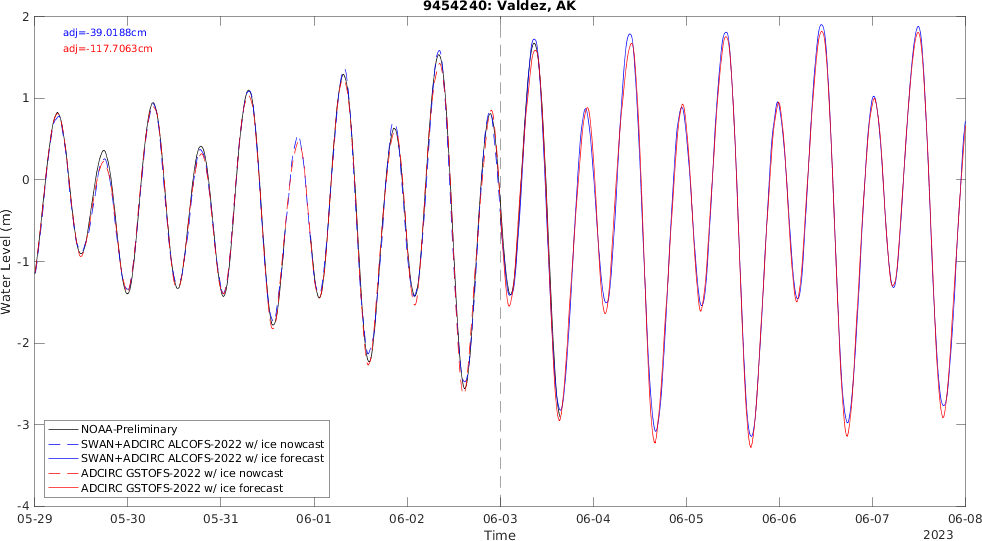 9454240: Valdez, AK
adj=-39.0188cm
adj=-117.7063cm
2
1
0
-1
-2
-3
-4
Water Level (m)
NOAA-Preliminary
SWAN+ADCIRC ALCOFS-2022 w/ ice nowcast
SWAN+ADCIRC ALCOFS-2022 w/ ice forecast
ADCIRC GSTOFS-2022 w/ ice nowcast
ADCIRC GSTOFS-2022 w/ ice forecast
05-29 05-30 05-31 06-01 06-02 06-03 06-04 06-05 06-06 06-07 06-08
Time
2023